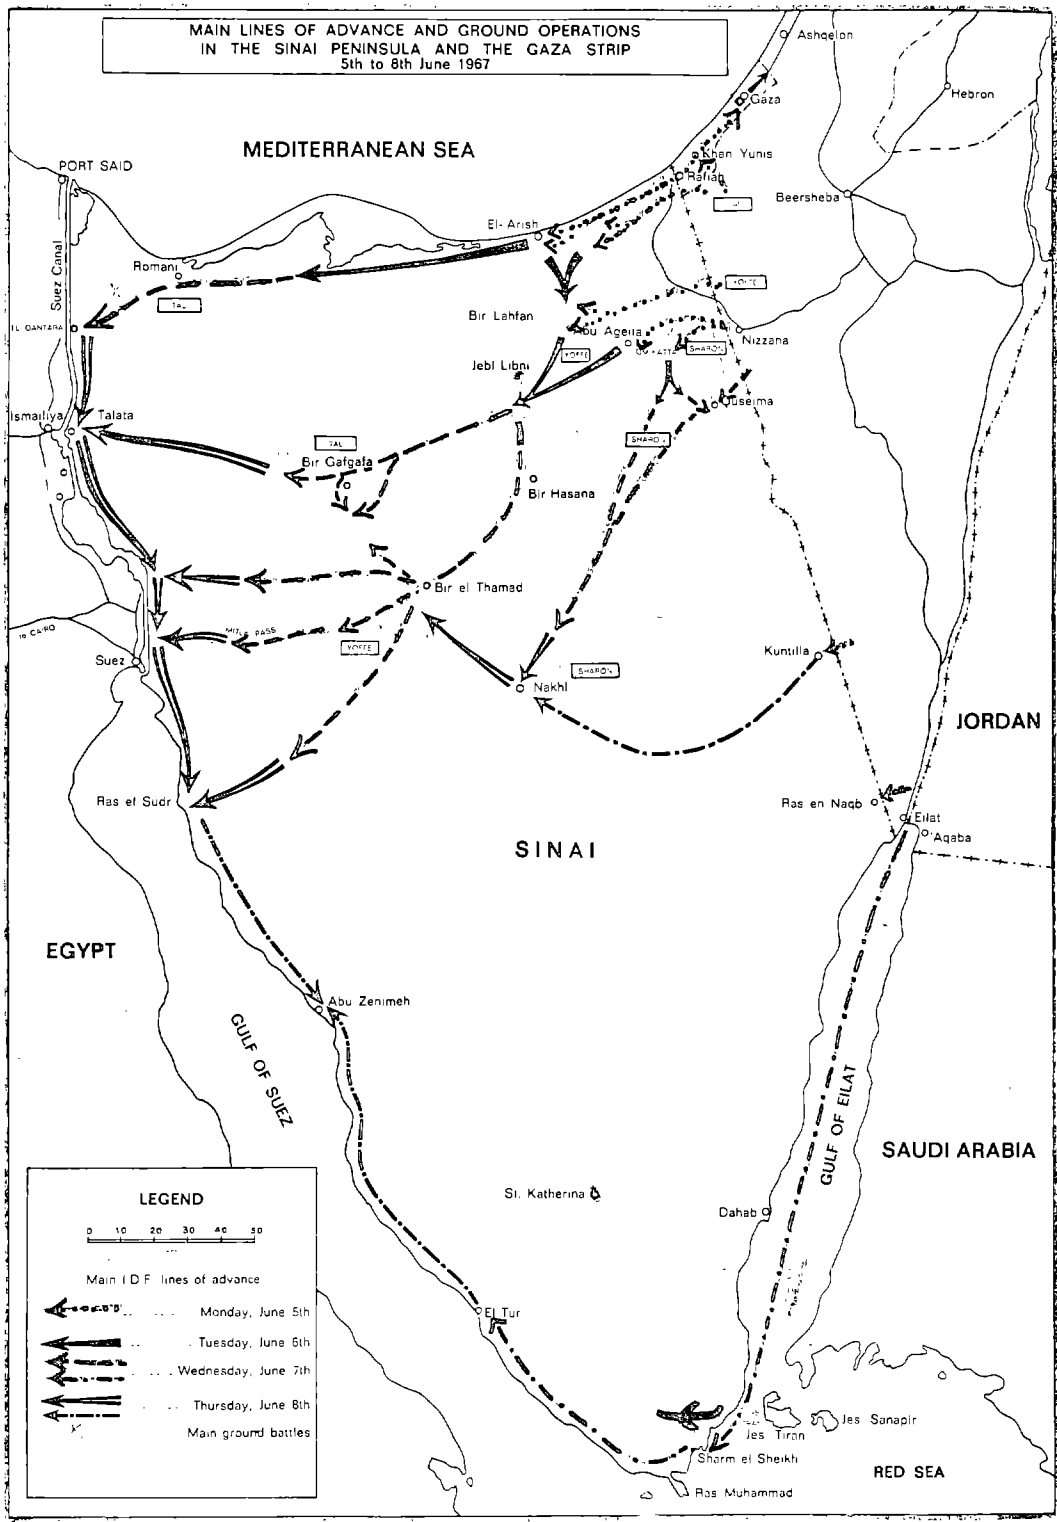 MAIN LINES OF ADVANCE AND GROUND OPERATIONS
IN THE SINAI PENINSULA AND THE GAZA STRIP
5th to 8th June 1967
Ashqelon
Hebron
Gaza
MEDITERRANEAN SEA
Khan Yunis
PORT SAID
Rafiah
Beersheba
El-Arish
Suez Canal
Romani
YOFFE
TAL
Bir Lahfan
EL QANTARA
Abu Ageila
Nizzana
YOFFE
SHARON
Jebl Libni
Quseima
Ismailiya
Talata
TAL
SHARON
Bir Gafgafa
Bir Hasana
Bir el Thamad
to CAIRO
MITLA PASS
YOFFE
Suez
Kuntilla
SHARON
Nakhl
JORDAN
Ras el Sudr
Ras en Naqb
Eilat
Aqaba
SINAI
EGYPT
Abu Zenimeh
GULF OF SUEZ
GULF OF EILAT
SAUDI ARABIA
St. Katherina
Dahab
LEGEND
0 10 20 30 40 50
Main I D F lines of advance
Monday, June 5th
Tuesday, June 6th
Wednesday, June 7th
Thursday, June 8th
Main ground battles
El Tur
Jes Sanapir
Jes Tiran
Sharm el Sheikh
RED SEA
Ras Muhammad